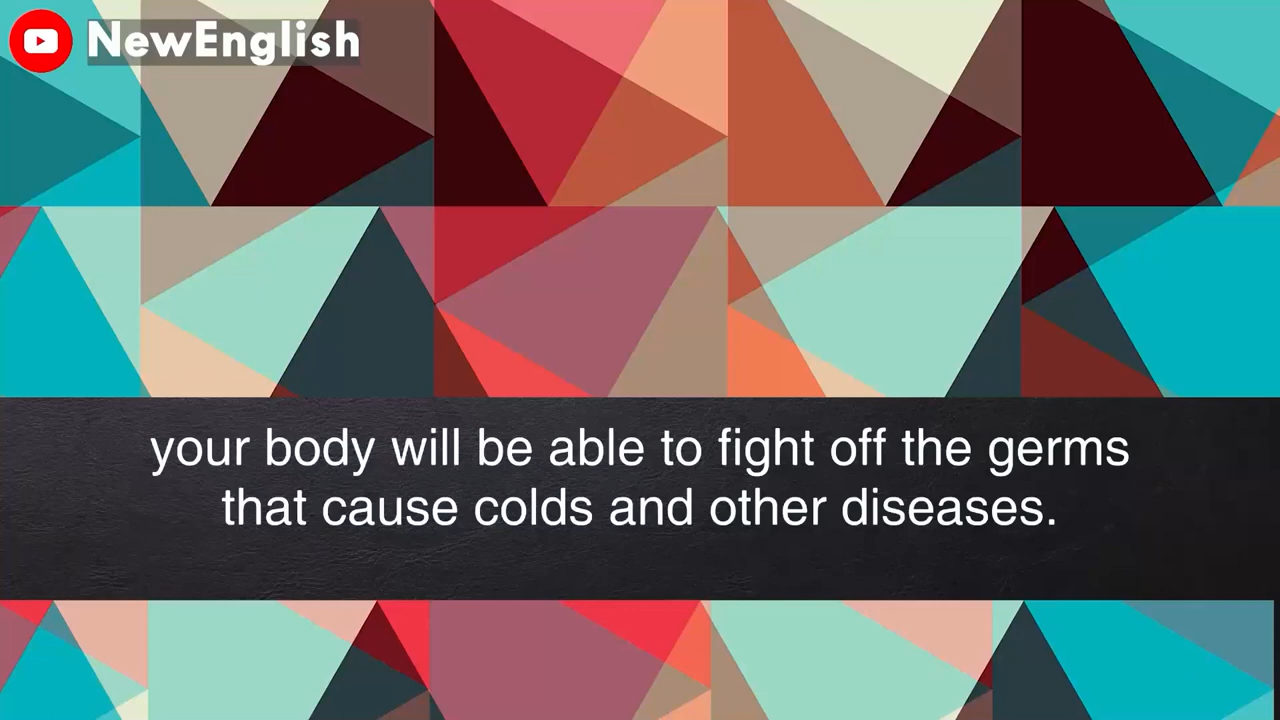 NewEnglish
your body will be able to fight off the germs
that cause colds and other diseases.